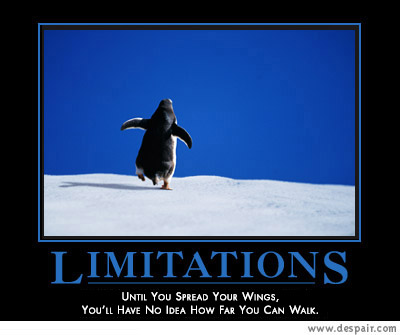 LIMITATIONS
UNTIL YOU SPREAD YOUR WINGS,
YOU'LL HAVE NO IDEA HOW FAR YOU CAN WALK.
www.despair.com